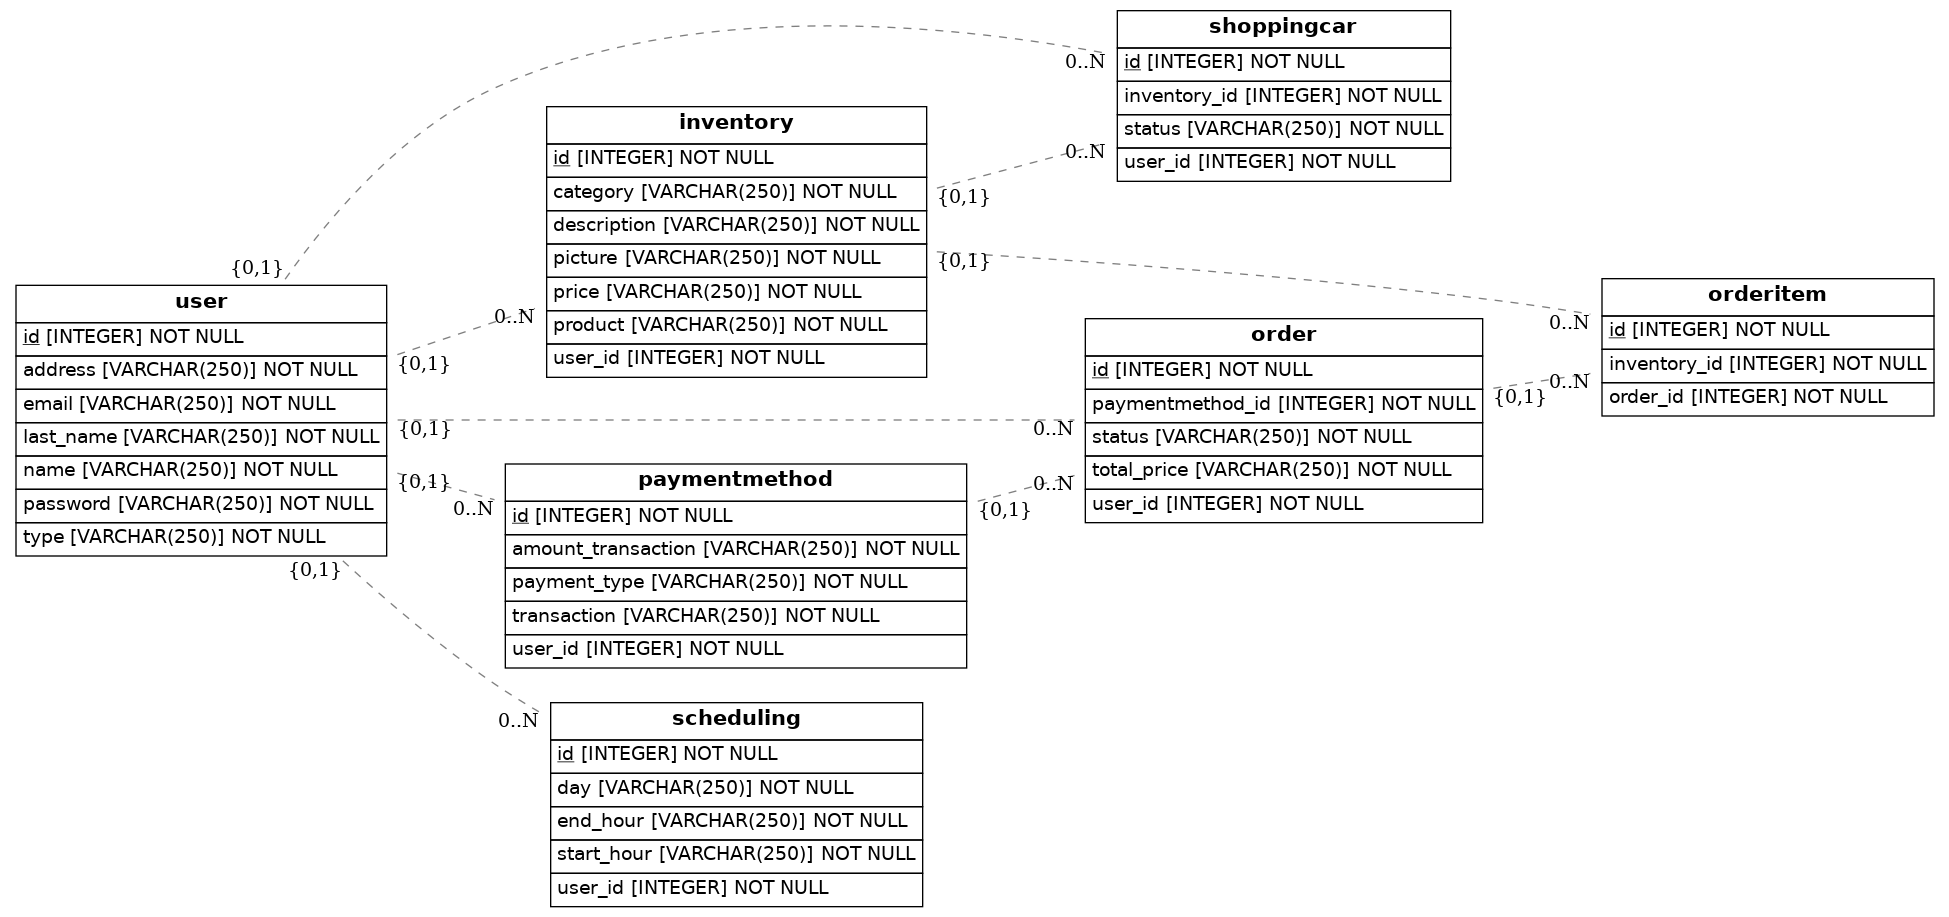 shoppingcar
id [INTEGER] NOT NULL
inventory_id [INTEGER] NOT NULL
status [VARCHAR(250)] NOT NULL
user_id [INTEGER] NOT NULL
0..N
0..N
inventory
id [INTEGER] NOT NULL
category [VARCHAR(250)] NOT NULL
description [VARCHAR(250)] NOT NULL
picture [VARCHAR(250)] NOT NULL
price [VARCHAR(250)] NOT NULL
product [VARCHAR(250)] NOT NULL
user_id [INTEGER] NOT NULL
{0,1}
{0,1}
0..N
{0,1}
user
id [INTEGER] NOT NULL
address [VARCHAR(250)] NOT NULL
email [VARCHAR(250)] NOT NULL
last_name [VARCHAR(250)] NOT NULL
name [VARCHAR(250)] NOT NULL
password [VARCHAR(250)] NOT NULL
type [VARCHAR(250)] NOT NULL
{0,1}
{0,1}
{0,1}
{0,1}
orderitem
id [INTEGER] NOT NULL
inventory_id [INTEGER] NOT NULL
order_id [INTEGER] NOT NULL
0..N
0..N
order
id [INTEGER] NOT NULL
paymentmethod_id [INTEGER] NOT NULL
status [VARCHAR(250)] NOT NULL
total_price [VARCHAR(250)] NOT NULL
user_id [INTEGER] NOT NULL
{0,1}
0..N
0..N
paymentmethod
id [INTEGER] NOT NULL
amount_transaction [VARCHAR(250)] NOT NULL
payment_type [VARCHAR(250)] NOT NULL
transaction [VARCHAR(250)] NOT NULL
user_id [INTEGER] NOT NULL
0..N
{0,1}
scheduling
id [INTEGER] NOT NULL
day [VARCHAR(250)] NOT NULL
end_hour [VARCHAR(250)] NOT NULL
start_hour [VARCHAR(250)] NOT NULL
user_id [INTEGER] NOT NULL
0..N